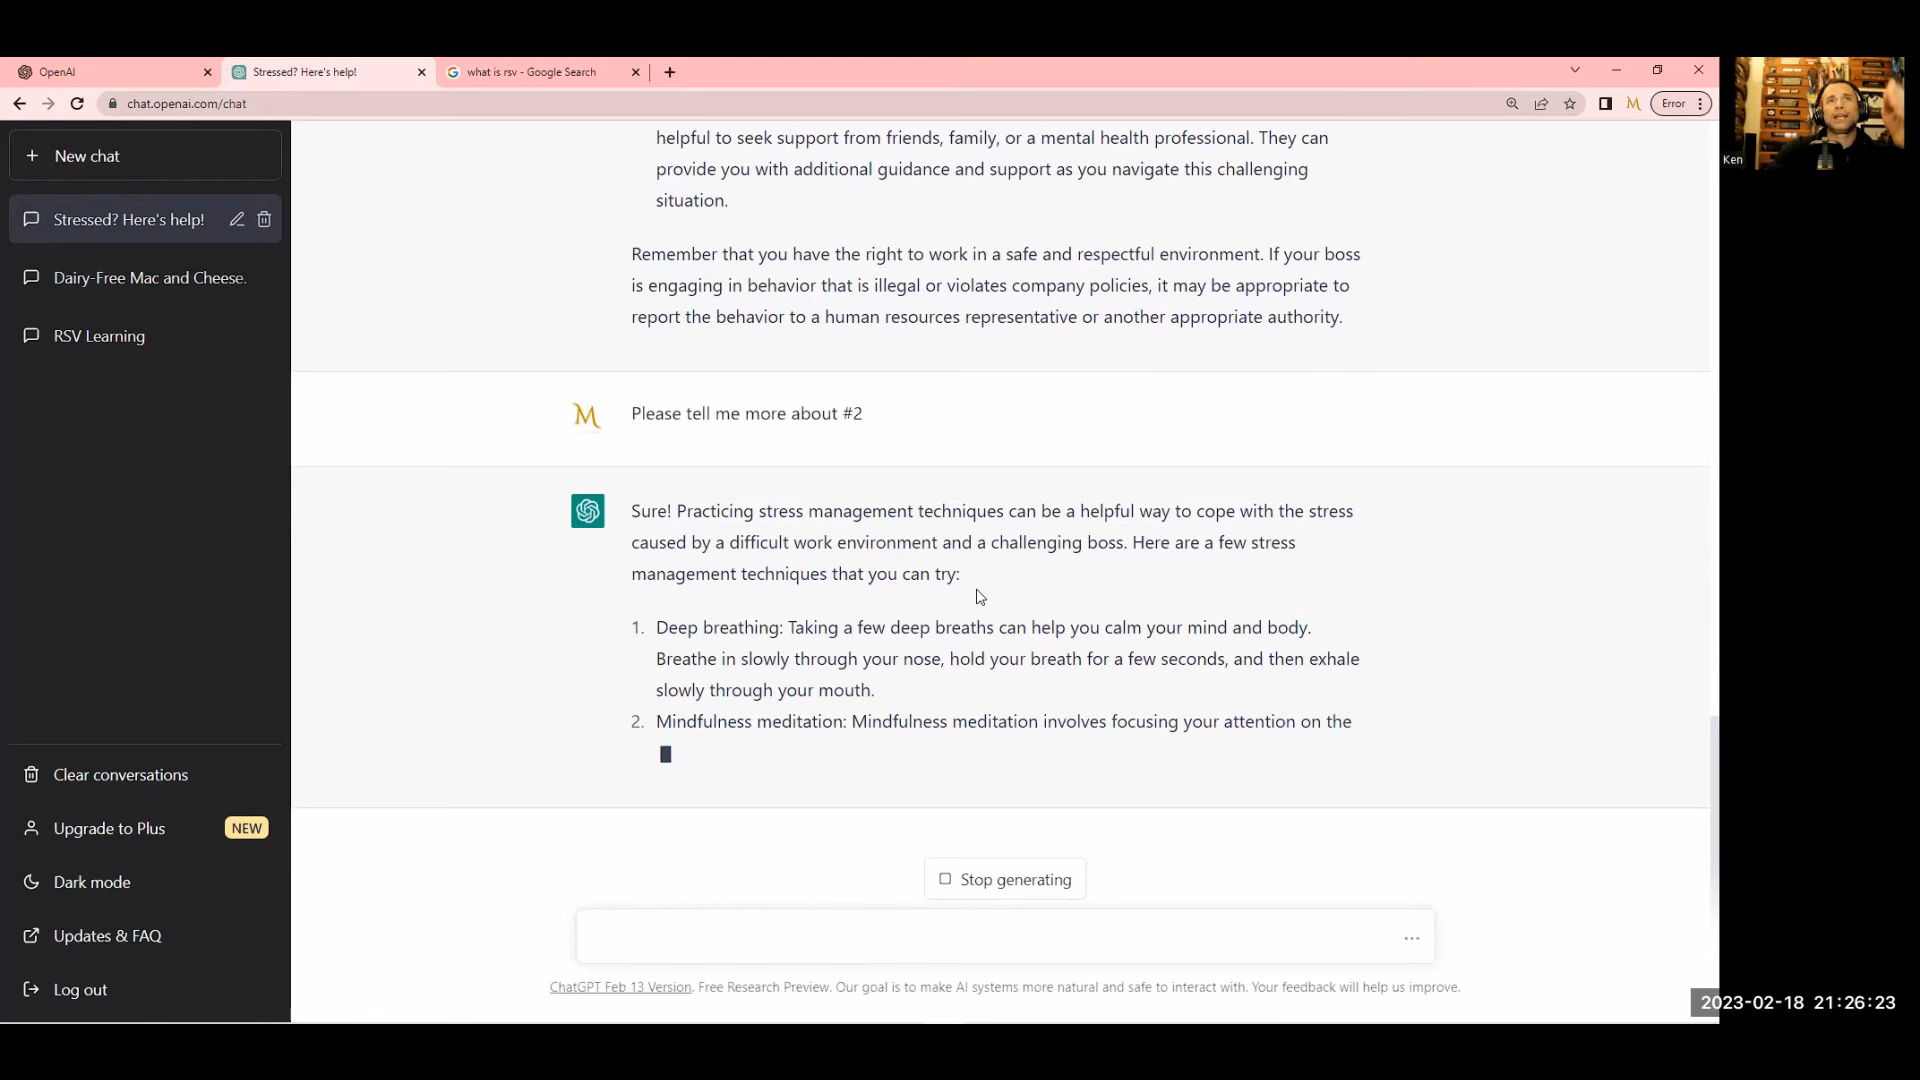 OpenAI
Stressed? Here's help!
what is rsv - Google Search
chat.openai.com/chat
Error
Ken
New chat
Stressed? Here's help!
Dairy-Free Mac and Cheese.
RSV Learning
helpful to seek support from friends, family, or a mental health professional. They can
provide you with additional guidance and support as you navigate this challenging
situation.
Remember that you have the right to work in a safe and respectful environment. If your boss
is engaging in behavior that is illegal or violates company policies, it may be appropriate to
report the behavior to a human resources representative or another appropriate authority.
M
Please tell me more about #2
Sure! Practicing stress management techniques can be a helpful way to cope with the stress
caused by a difficult work environment and a challenging boss. Here are a few stress
management techniques that you can try:
1. Deep breathing: Taking a few deep breaths can help you calm your mind and body.
Breathe in slowly through your nose, hold your breath for a few seconds, and then exhale
slowly through your mouth.
2. Mindfulness meditation: Mindfulness meditation involves focusing your attention on the
Clear conversations
Upgrade to Plus NEW
Dark mode
Updates & FAQ
Log out
Stop generating
ChatGPT Feb 13 Version. Free Research Preview. Our goal is to make AI systems more natural and safe to interact with. Your feedback will help us improve.
2023-02-18 21:26:23